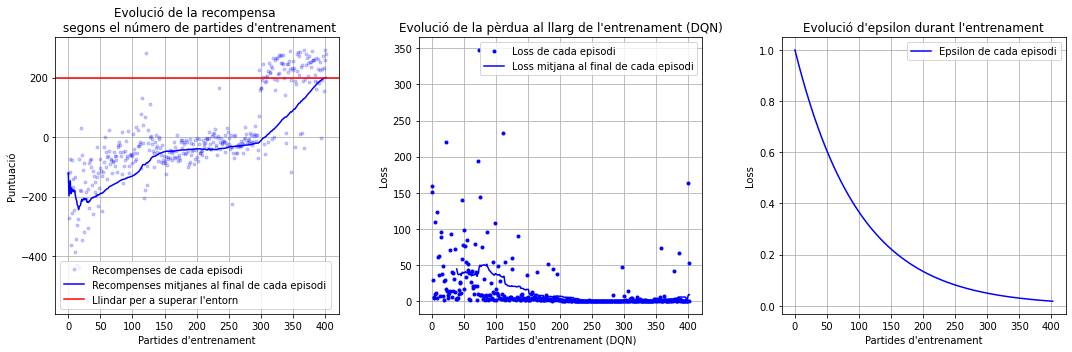 Evolució de la recompensa
segons el número de partides d'entrenament
Puntuació
200
0
−200
−400
0 50 100 150 200 250 300 350 400
Partides d'entrenament
Recompenses de cada episodi
Recompenses mitjanes al final de cada episodi
Llindar per a superar l'entorn
Evolució de la pèrdua al llarg de l'entrenament (DQN)
Loss
350
300
250
200
150
100
50
0
0 50 100 150 200 250 300 350 400
Partides d'entrenament (DQN)
Loss de cada episodi
Loss mitjana al final de cada episodi
Evolució d'epsilon durant l'entrenament
Loss
1.0
0.8
0.6
0.4
0.2
0.0
0 50 100 150 200 250 300 350 400
Partides d'entrenament
Epsilon de cada episodi